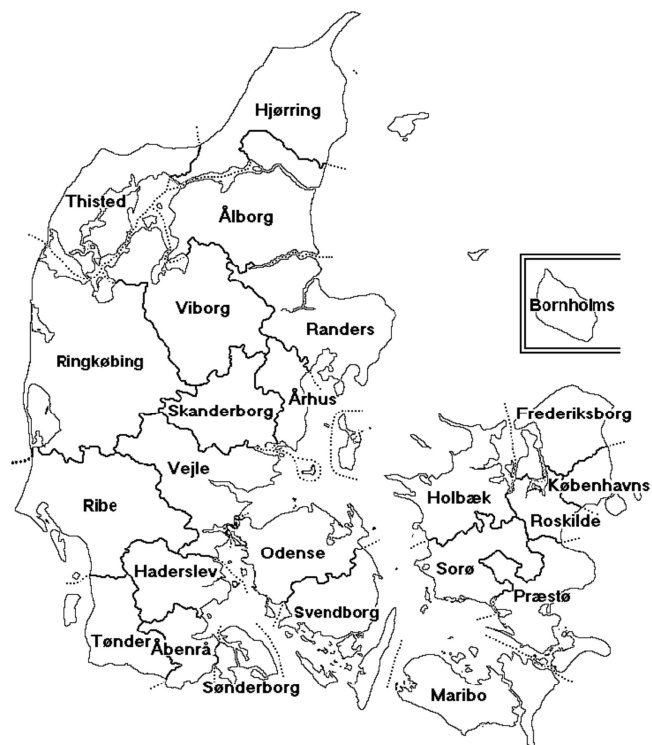 Hjørring
Thisted
Ålborg
Viborg
Bornholms
Randers
Ringkøbing
Århus
Skanderborg
Frederiksborg
Vejle
Københavns
Holbæk
Ribe
Roskilde
Odense
Haderslev
Sorø
Præstø
Svendborg
Tønder
Åbenrå
Sønderborg
Maribo